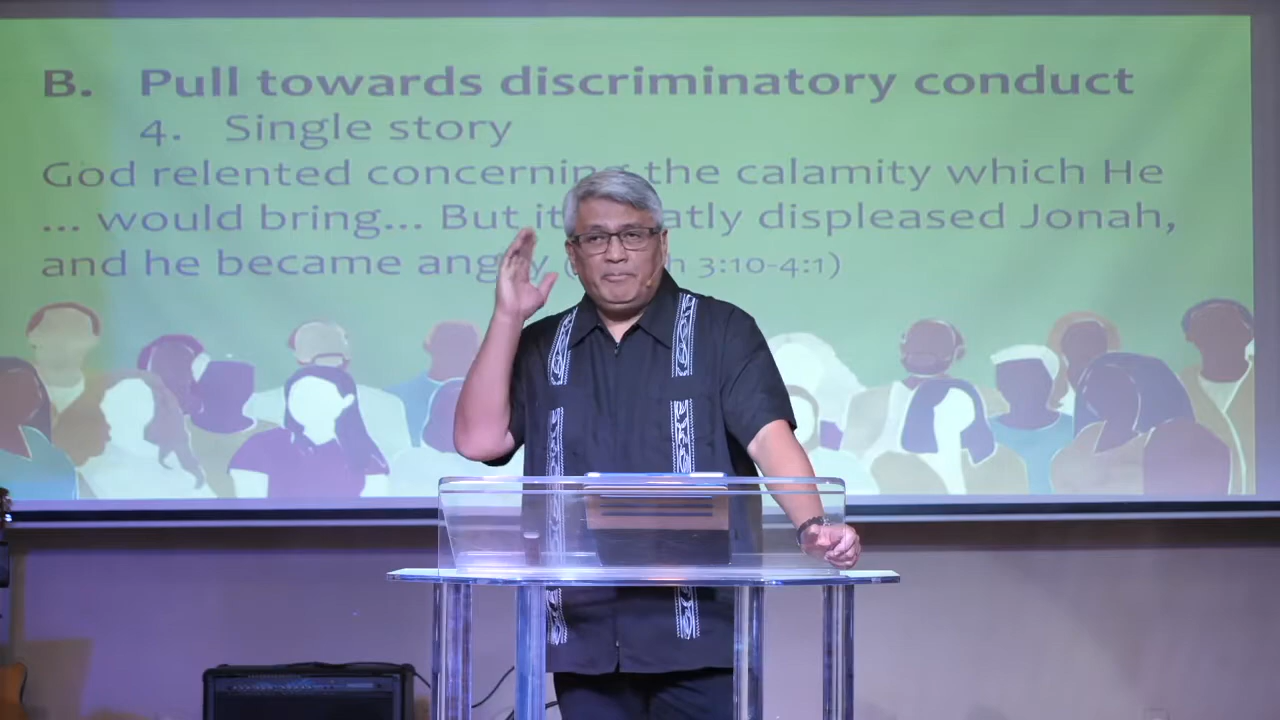 B. Pull towards discriminatory conduct
4. Single story
God relented concerning the calamity which He
... would bring... But it displeased Jonah,
and he became angry ( 3:10-4:1)